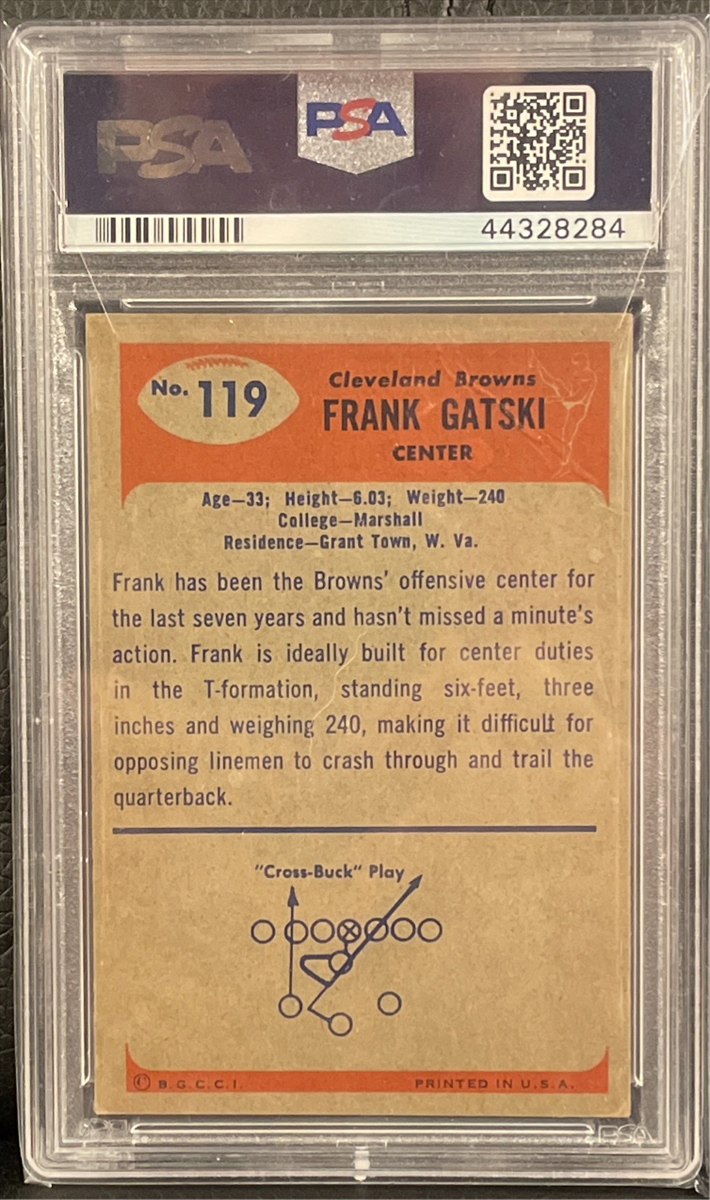 PSA
PSA
44328284
No. 119
Cleveland Browns
FRANK GATSKI
CENTER
Age—33; Height—6.03; Weight—240
College—Marshall
Residence—Grant Town, W. Va.
Frank has been the Browns' offensive center for
the last seven years and hasn't missed a minute's
action. Frank is ideally built for center duties
in the T-formation, standing six-feet, three
inches and weighing 240, making it difficult for
opposing linemen to crash through and trail the
quarterback.
"Cross-Buck" Play
© B.G.C.C.I.
PRINTED IN U.S.A.
PSA